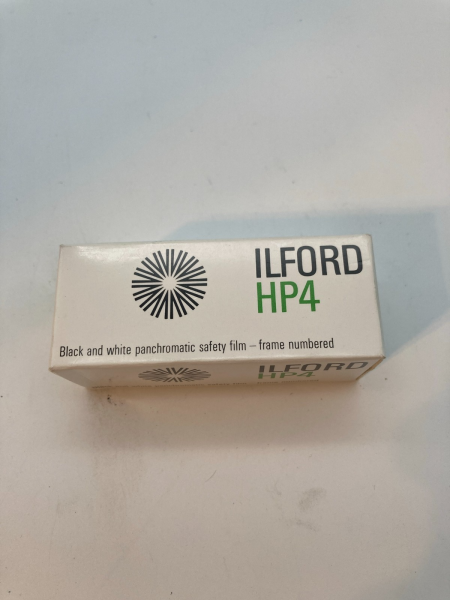 ILFORD
HP4
Black and white panchromatic safety film – frame numbered
ILFORD
HP4